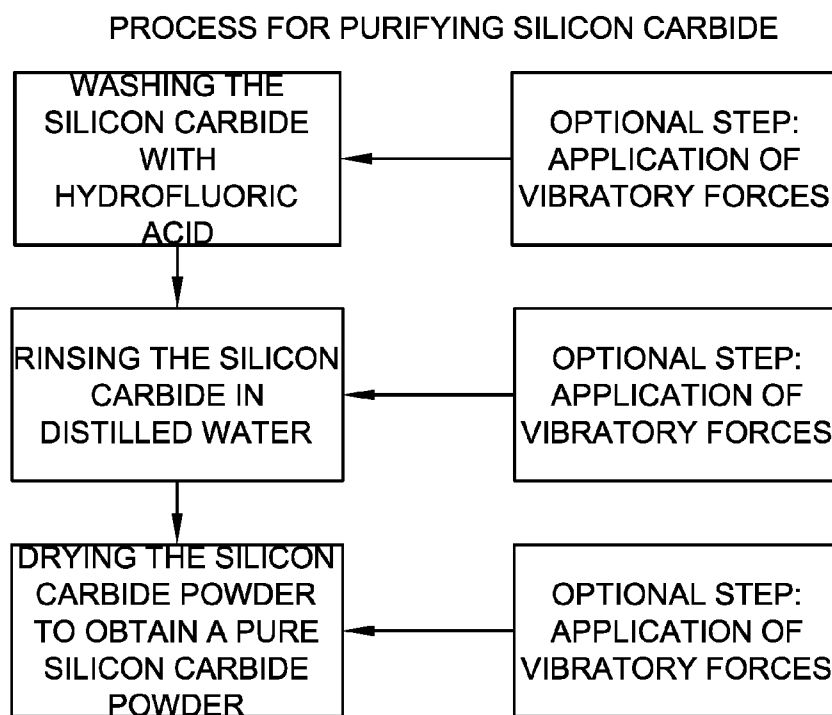 PROCESS FOR PURIFYING SILICON CARBIDE
WASHING THE
SILICON CARBIDE
WITH
HYDROFLUORIC
ACID
OPTIONAL STEP:
APPLICATION OF
VIBRATORY FORCES
RINSING THE SILICON
CARBIDE IN
DISTILLED WATER
OPTIONAL STEP:
APPLICATION OF
VIBRATORY FORCES
DRYING THE SILICON
CARBIDE POWDER
TO OBTAIN A PURE
SILICON CARBIDE
POWDER
OPTIONAL STEP:
APPLICATION OF
VIBRATORY FORCES